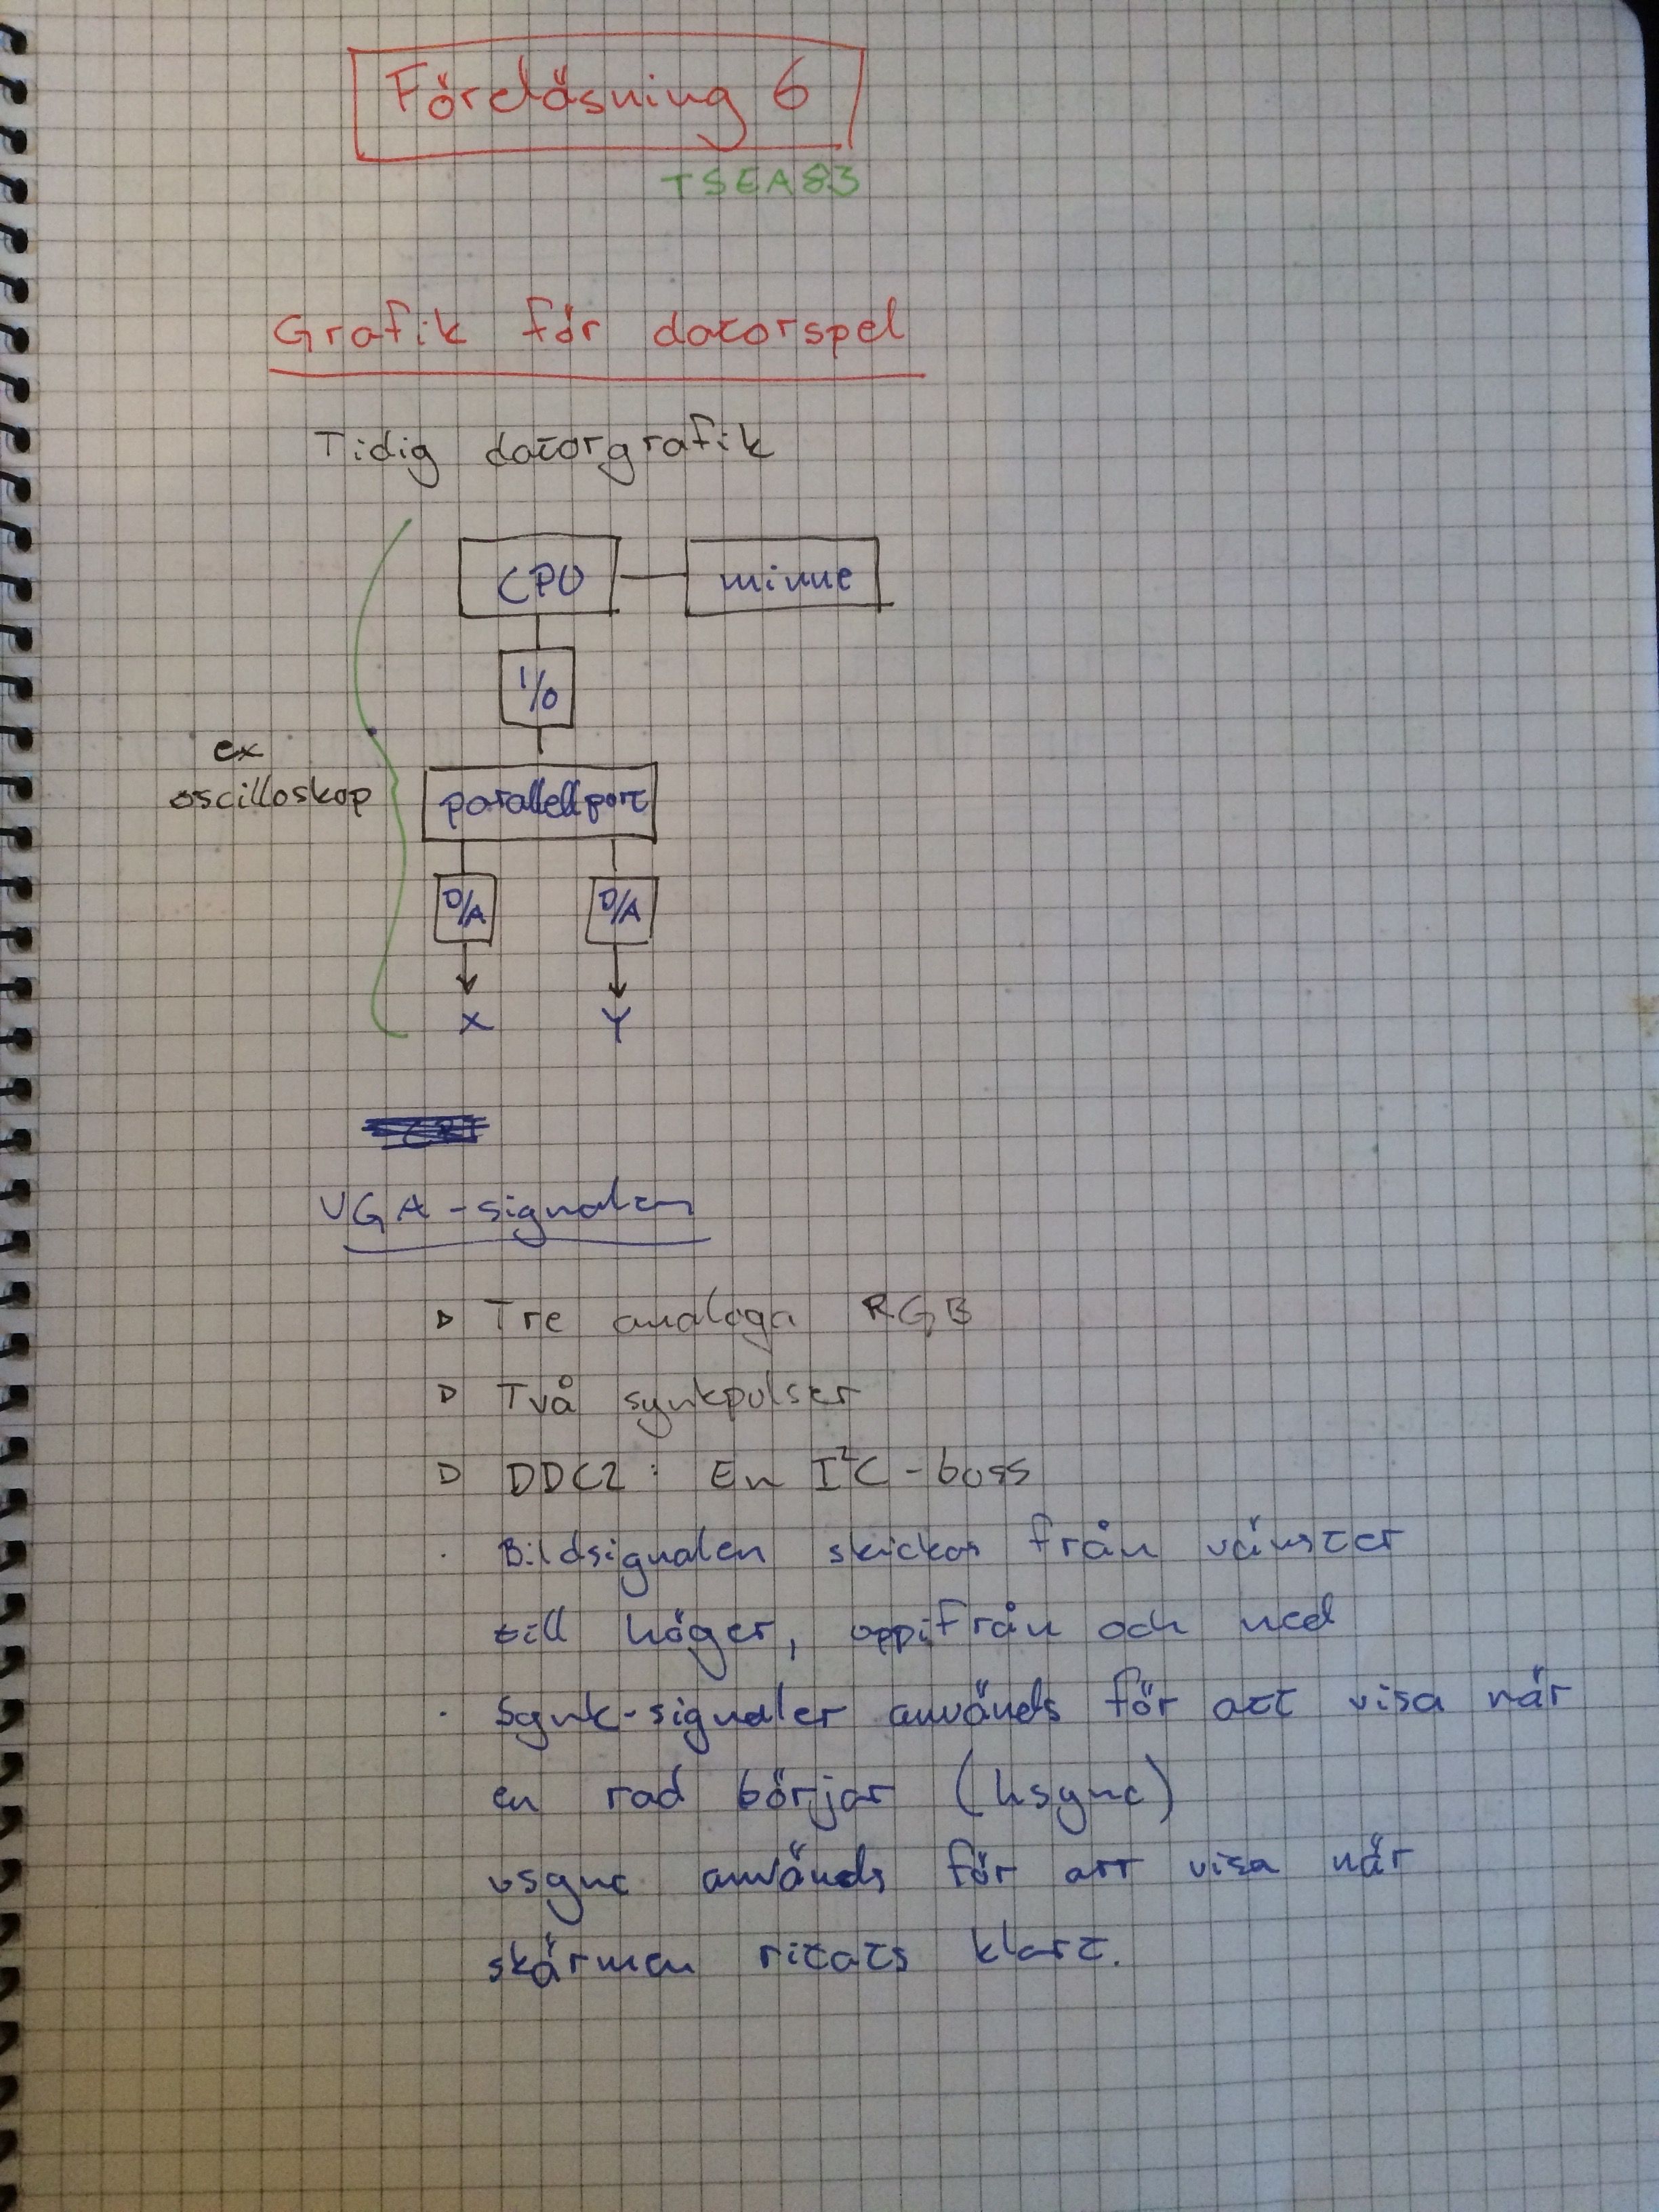 Föreläsning 6
TSEA83
Grafik för datorspel
Tidig datorgrafik
CPU minne
I/O
ex
oscilloskop
parallellport
D/A D/A
X Y
VGA-signalen
▷ Tre analoga RGB
▷ Två synkpulser
▷ DDC2: En I²C-buss
· Bildsignalen skickas från vänster
till höger, uppifrån och ned
· Synk-signaler används för att visa när
en rad börjar (hsync)
vsync används för att visa när
skärmen ritats klart.